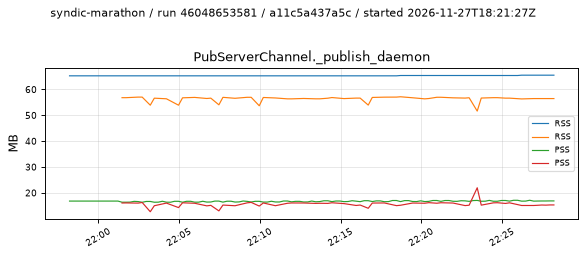 syndic-marathon / run 46048653581 / a11c5a437a5c / started 2026-11-27T18:21:27Z
PubServerChannel._publish_daemon
MB
60
50
40
30
20
RSS
RSS
PSS
PSS
22:00
22:05
22:10
22:15
22:20
22:25